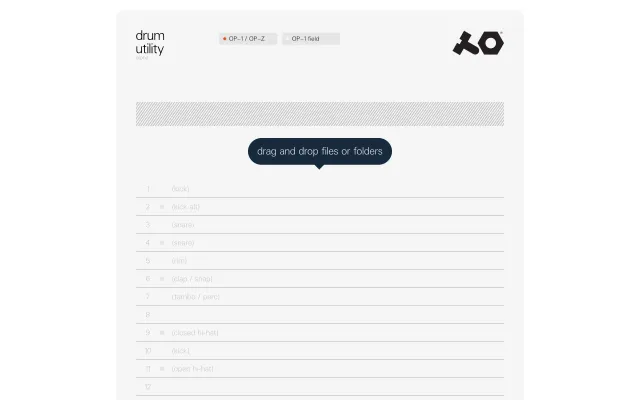 drum
utility
OP–1 / OP–Z
OP–1 field
drag and drop files or folders
1 (kick)
2 (kick alt)
3 (snare)
4 (snare)
5 (rim)
6 (clap / snap)
7 (tambo / perc)
8
9 (closed hi-hat)
10 (kick)
11 (open hi-hat)
12